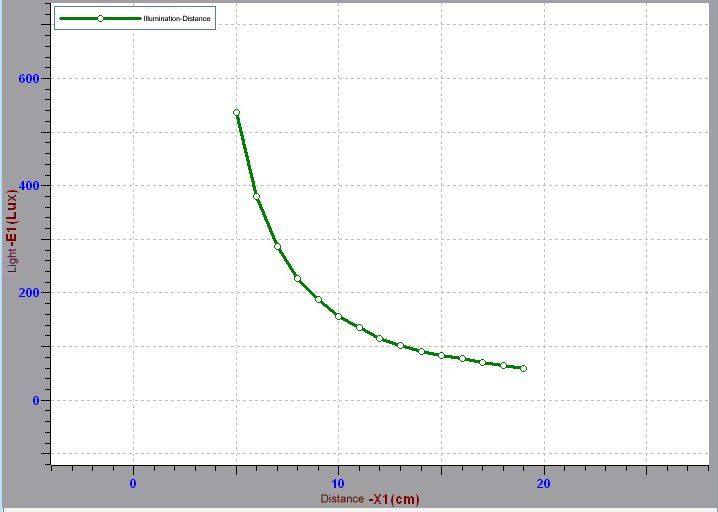 Illumination-Distance
600
400
200
0
Light -E1(Lux)
0 10 20
Distance -X1(cm)